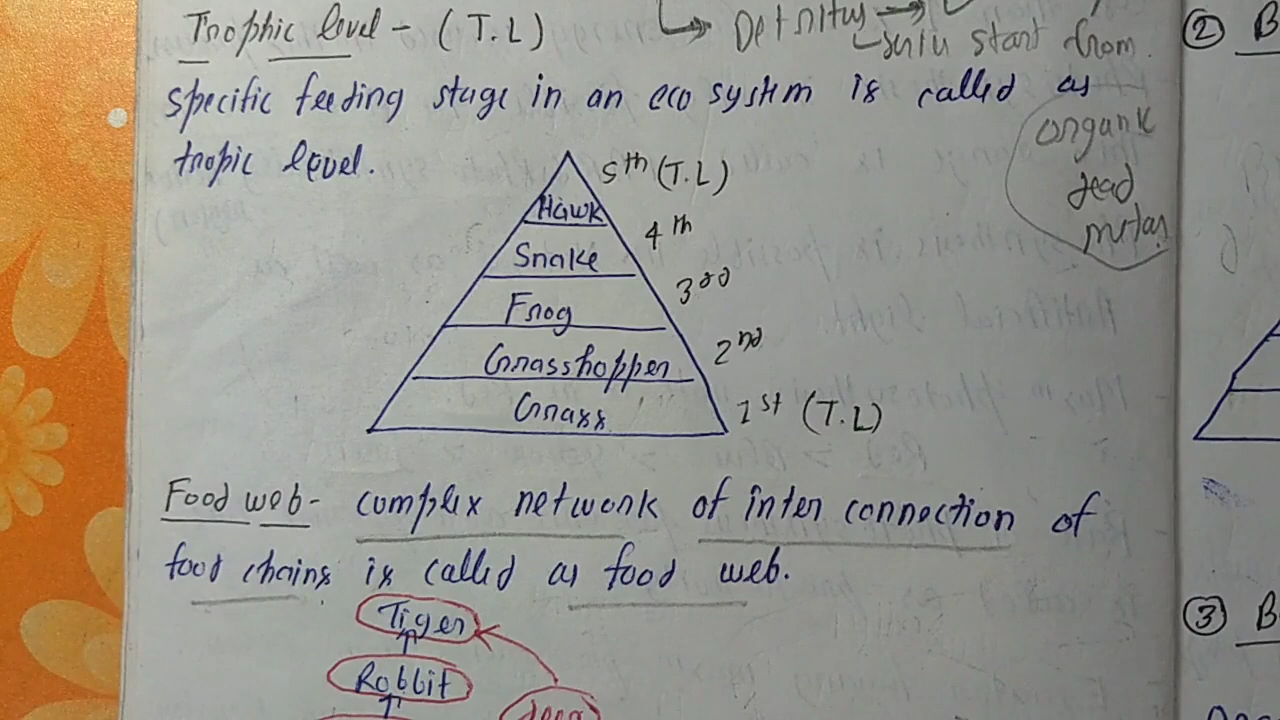 Trophic level - (T.L)
start from
specific feeding stage in an eco system is called as
tropic level.
organic
dead
5th (T.L)
Hawk
4th
Snake
3rd
Frog
2nd
Grasshopper
1st (T.L)
Grass
Food web- complex network of inter connection of
food chains is called as food web.
Tiger
Rabbit
② B
③ B